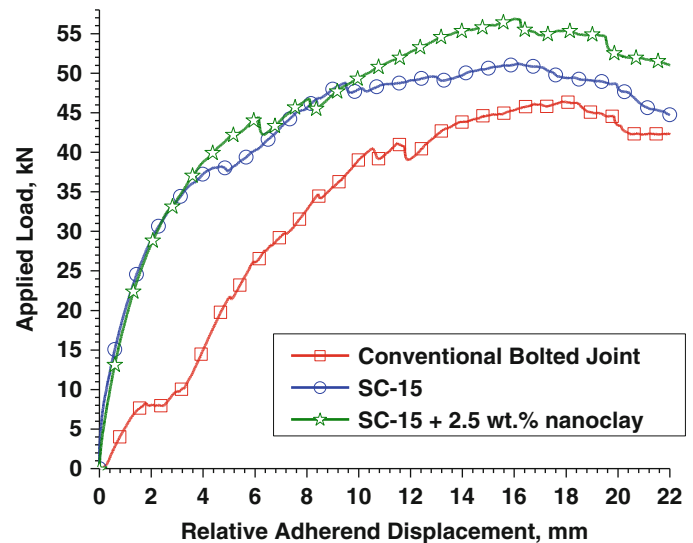 55
50
45
40
35
30
25
20
15
10
5
0
Applied Load, kN
Conventional Bolted Joint
SC-15
SC-15 + 2.5 wt.% nanoclay
0 2 4 6 8 10 12 14 16 18 20 22
Relative Adherend Displacement, mm